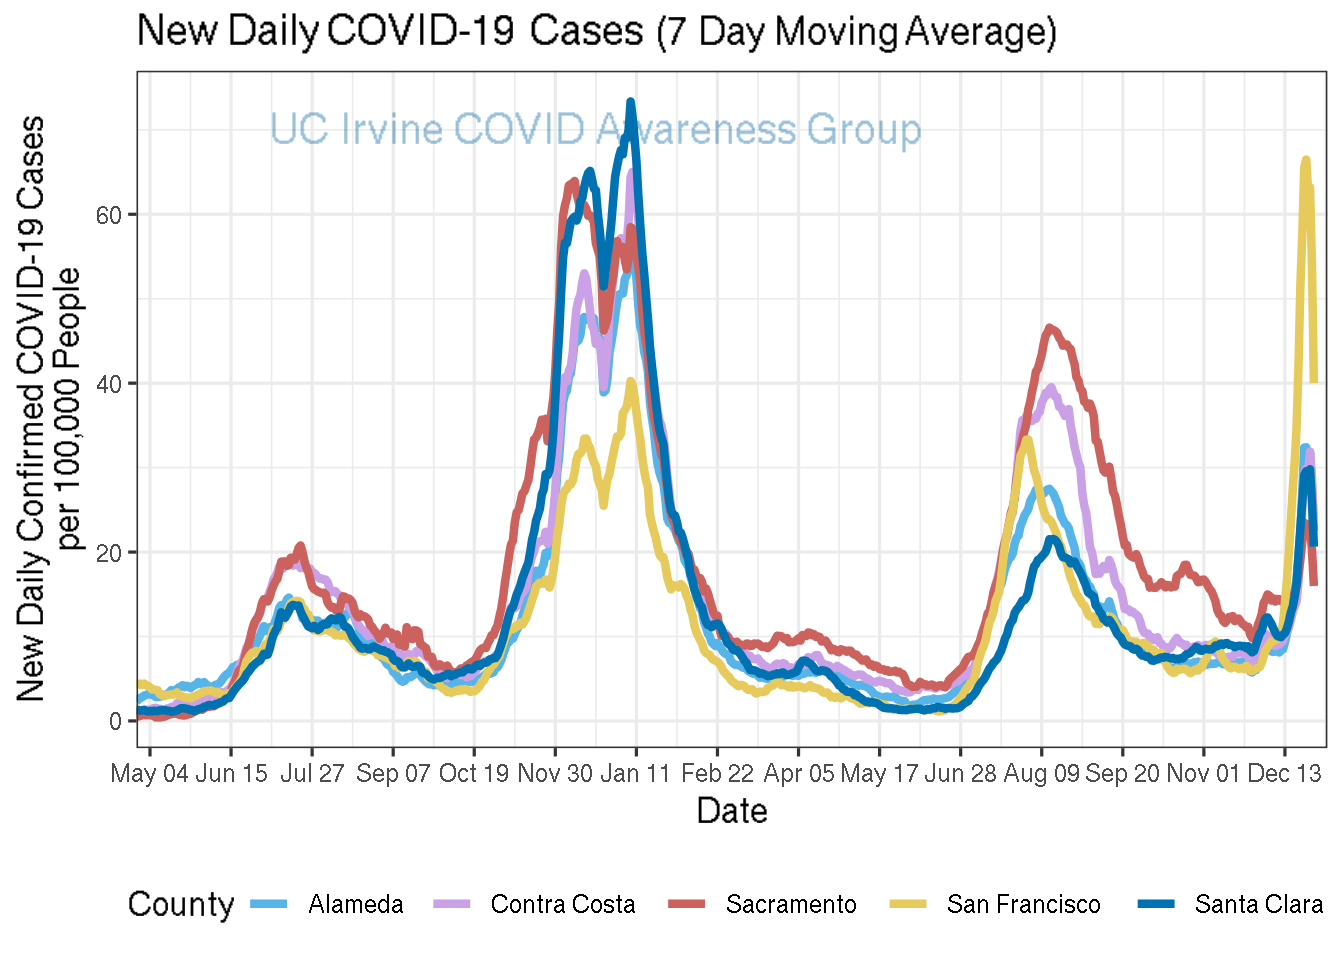 New Daily COVID-19 Cases (7 Day Moving Average)
UC Irvine COVID Awareness Group
New Daily Confirmed COVID-19 Cases
per 100,000 People
60
40
20
0
May 04 Jun 15 Jul 27 Sep 07 Oct 19 Nov 30 Jan 11 Feb 22 Apr 05 May 17 Jun 28 Aug 09 Sep 20 Nov 01 Dec 13
Date
County Alameda Contra Costa Sacramento San Francisco Santa Clara